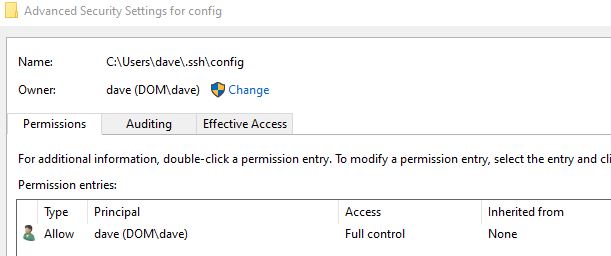 Advanced Security Settings for config
Name: C:\Users\dave\.ssh\config
Owner: dave (DOM\dave) Change
Permissions Auditing Effective Access
For additional information, double-click a permission entry. To modify a permission entry, select the entry and cli
Permission entries:
Type Principal Access Inherited from
Allow dave (DOM\dave) Full control None